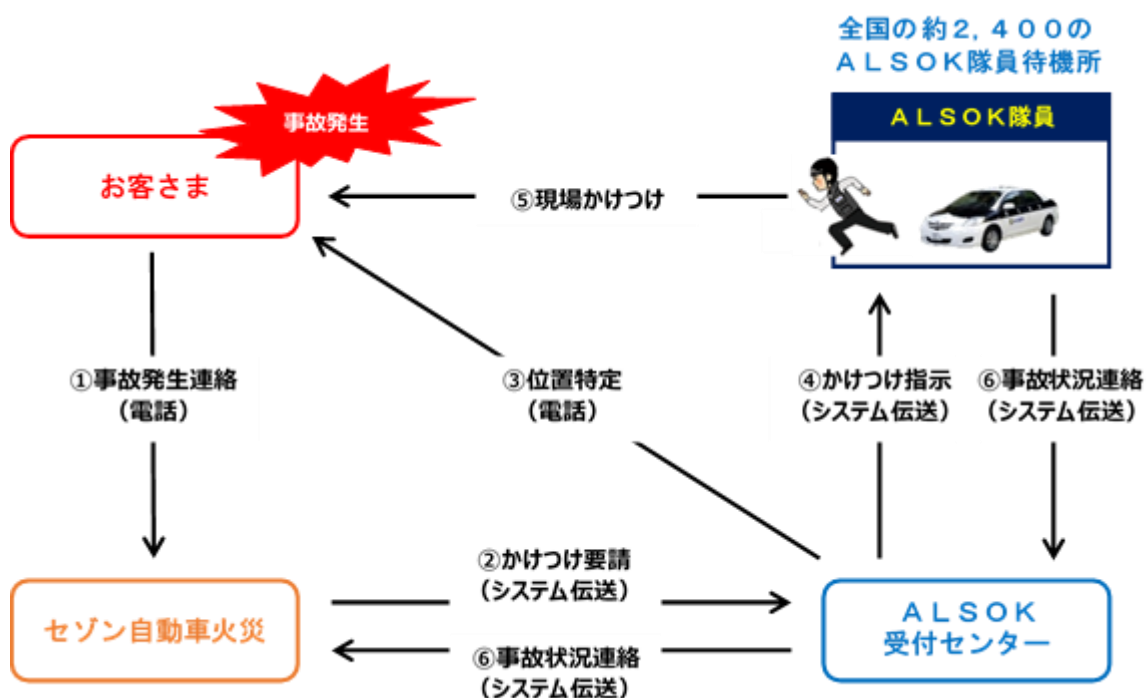 全国の約2,400の
ALSOK隊員待機所
ALSOK隊員
事故発生
お客さま
⑤現場かけつけ
①事故発生連絡
(電話)
③位置特定
(電話)
④かけつけ指示
(システム伝送)
⑥事故状況連絡
(システム伝送)
②かけつけ要請
(システム伝送)
セゾン自動車火災
ALSOK
受付センター
⑥事故状況連絡
(システム伝送)